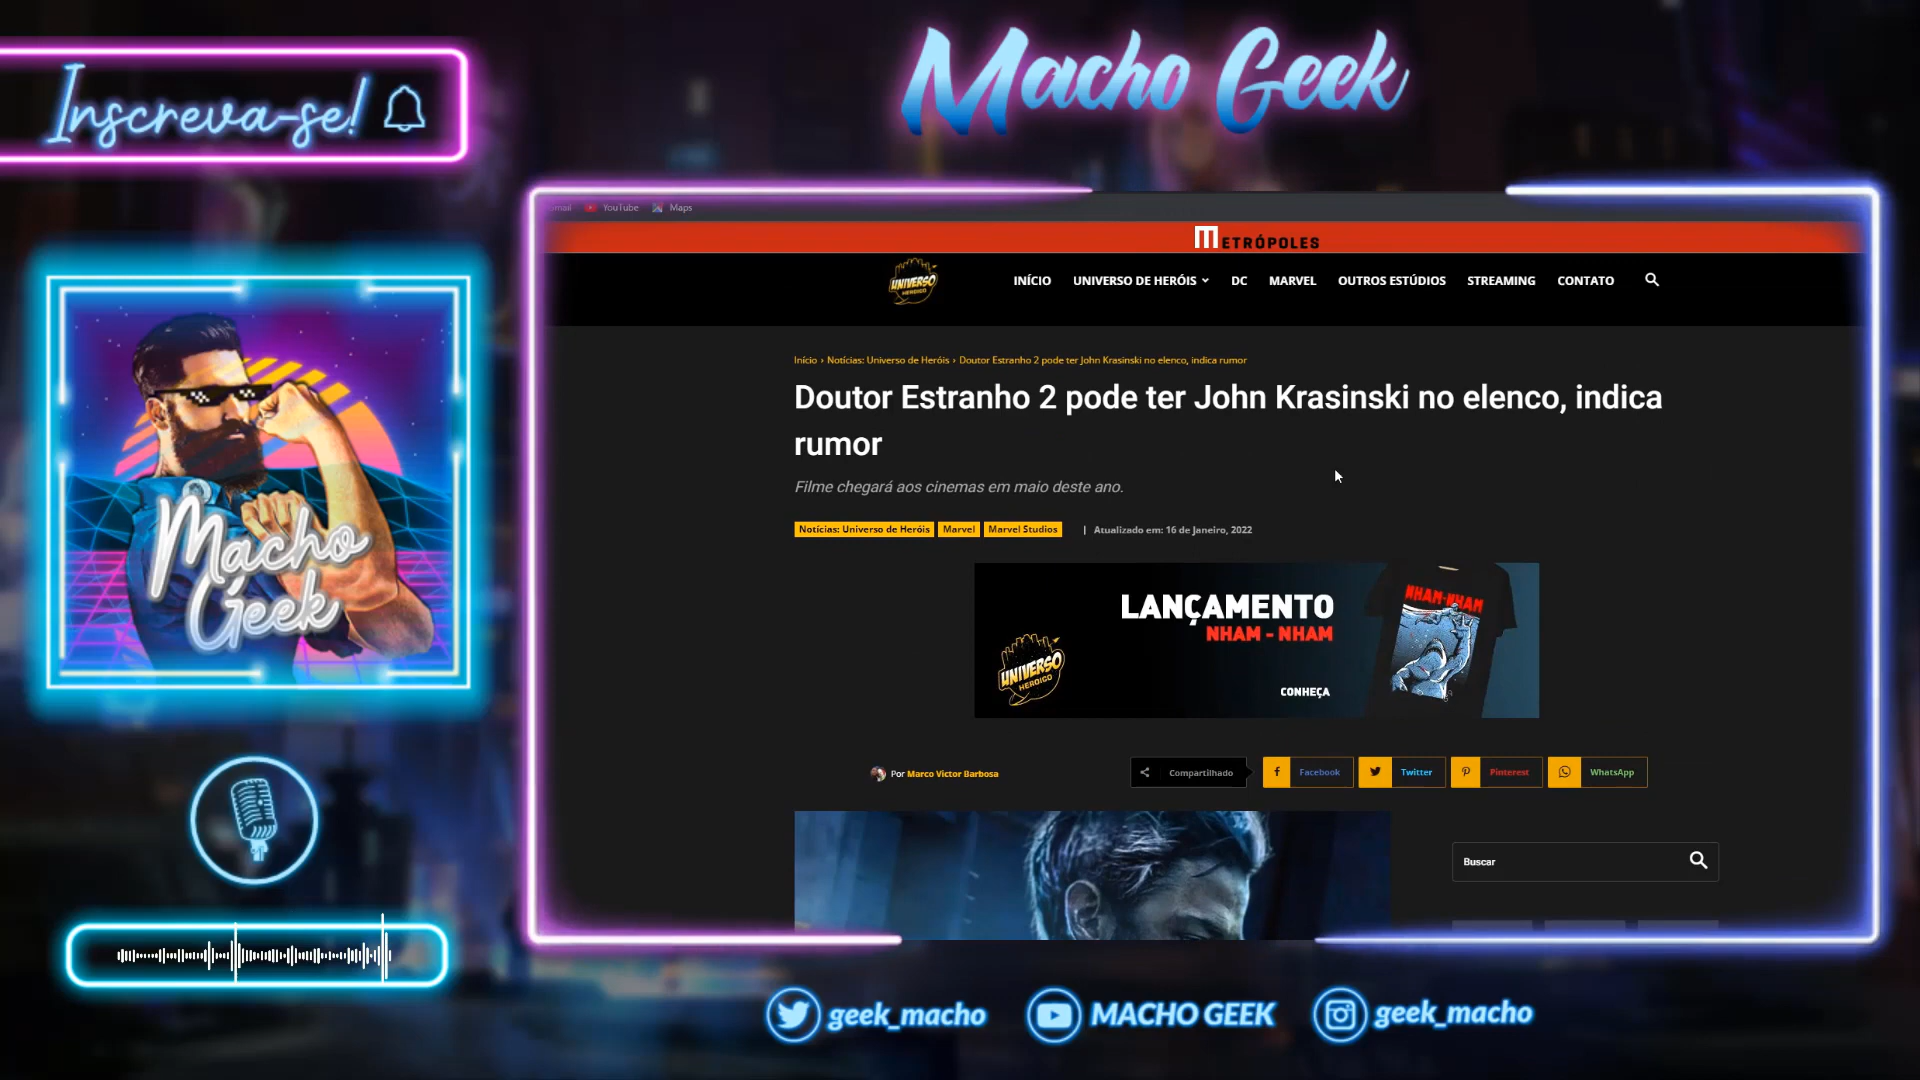 Inscreva-se!
Macho Geek
YouTube
Maps
METRÓPOLES
UNIVERSO HEROICO
INÍCIO
UNIVERSO DE HERÓIS
DC
MARVEL
OUTROS ESTÚDIOS
STREAMING
CONTATO
Início › Notícias: Universo de Heróis › Doutor Estranho 2 pode ter John Krasinski no elenco, indica rumor
Doutor Estranho 2 pode ter John Krasinski no elenco, indica
rumor
Filme chegará aos cinemas em maio deste ano.
Notícias: Universo de Heróis
Marvel
Marvel Studios
| Atualizado em: 16 de Janeiro, 2022
LANÇAMENTO
NHAM - NHAM
CONHEÇA
UNIVERSO
HEROICO
NHAM-NHAM
Macho
Geek
Por Marco Victor Barbosa
Compartilhado
Facebook
Twitter
Pinterest
WhatsApp
Buscar
geek_macho
MACHO GEEK
geek_macho